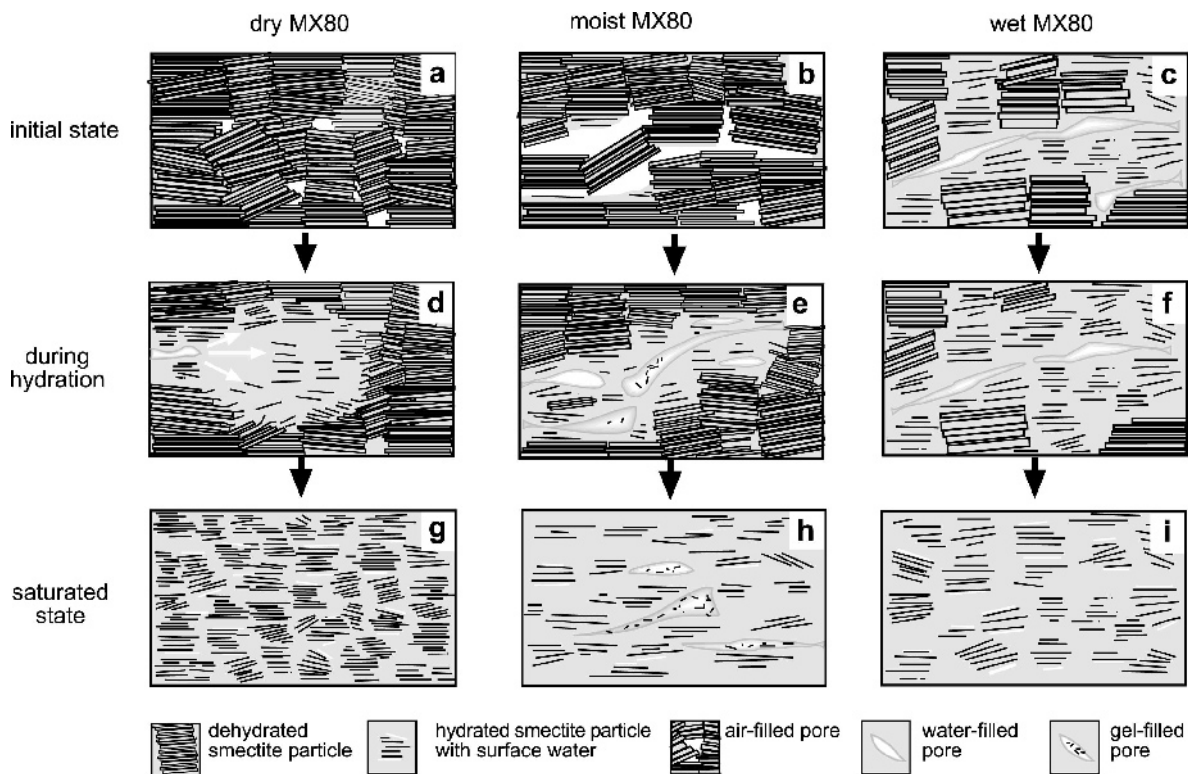 dry MX80
moist MX80
wet MX80
initial state
a
b
c
during
hydration
d
e
f
saturated
state
g
h
i
dehydrated
smectite particle
hydrated smectite particle
with surface water
air-filled pore
water-filled
pore
gel-filled
pore